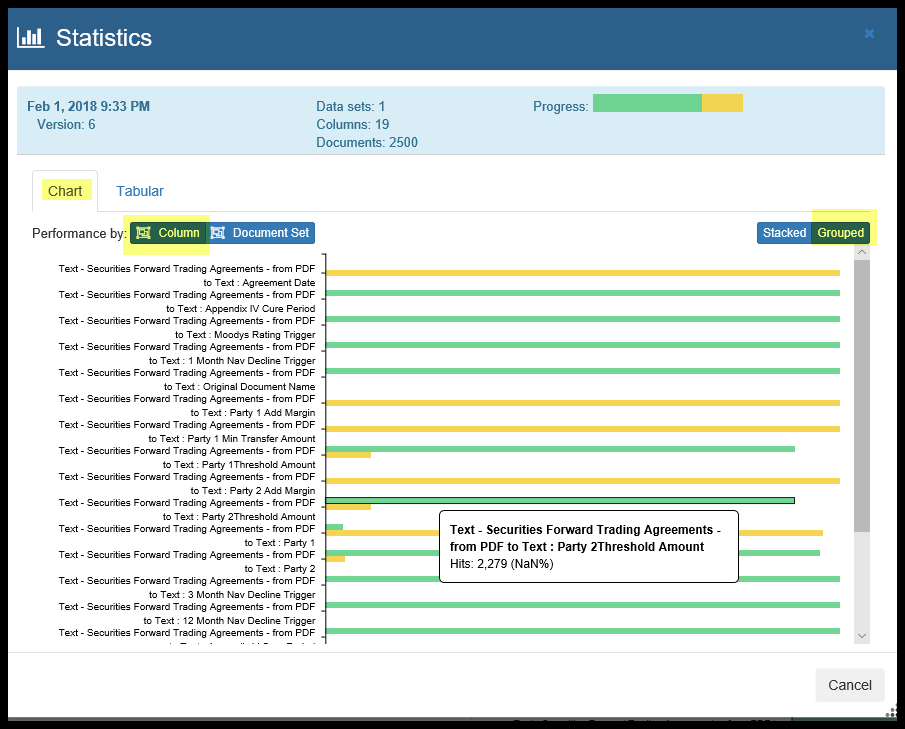 Statistics
Feb 1, 2018 9:33 PM
Version: 6
Data sets: 1
Columns: 19
Documents: 2500
Progress:
Chart
Tabular
Performance by:
Column
Document Set
Stacked
Grouped
Text - Securities Forward Trading Agreements - from PDF
to Text : Agreement Date
Text - Securities Forward Trading Agreements - from PDF
to Text : Appendix IV Cure Period
Text - Securities Forward Trading Agreements - from PDF
to Text : Moodys Rating Trigger
Text - Securities Forward Trading Agreements - from PDF
to Text : 1 Month Nav Decline Trigger
Text - Securities Forward Trading Agreements - from PDF
to Text : Original Document Name
Text - Securities Forward Trading Agreements - from PDF
to Text : Party 1 Add Margin
Text - Securities Forward Trading Agreements - from PDF
to Text : Party 1 Min Transfer Amount
Text - Securities Forward Trading Agreements - from PDF
to Text : Party 1Threshold Amount
Text - Securities Forward Trading Agreements - from PDF
to Text : Party 2 Add Margin
Text - Securities Forward Trading Agreements - from PDF
to Text : Party 2Threshold Amount
Text - Securities Forward Trading Agreements - from PDF
to Text : Party 1
Text - Securities Forward Trading Agreements - from PDF
to Text : Party 2
Text - Securities Forward Trading Agreements - from PDF
to Text : 3 Month Nav Decline Trigger
Text - Securities Forward Trading Agreements - from PDF
to Text : 12 Month Nav Decline Trigger
Text - Securities Forward Trading Agreements - from PDF
Text - Securities Forward Trading Agreements -
from PDF to Text : Party 2Threshold Amount
Hits: 2,279 (NaN%)
Cancel